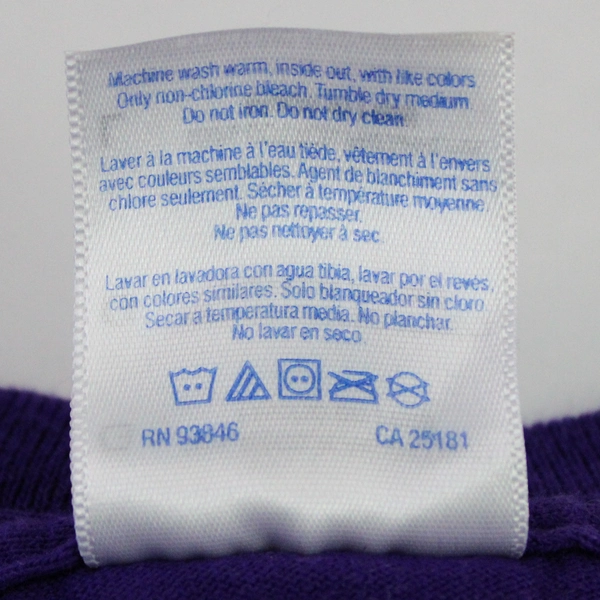 Machine wash warm, inside out, with like colors
Only non-chlorine bleach. Tumble dry medium
Do not iron. Do not dry clean.
Laver à la machine à l'eau tiède, vêtement à l'envers
avec couleurs semblables. Agent de blanchiment sans
chlore seulement. Sécher à température moyenne.
Ne pas repasser.
Ne pas nettoyer à sec.
Lavar en lavadora con agua tibia, lavar por el revés,
con colores similares. Solo blanqueador sin cloro.
Secar a temperatura media. No planchar.
No lavar en seco.
RN 93846 CA 25181